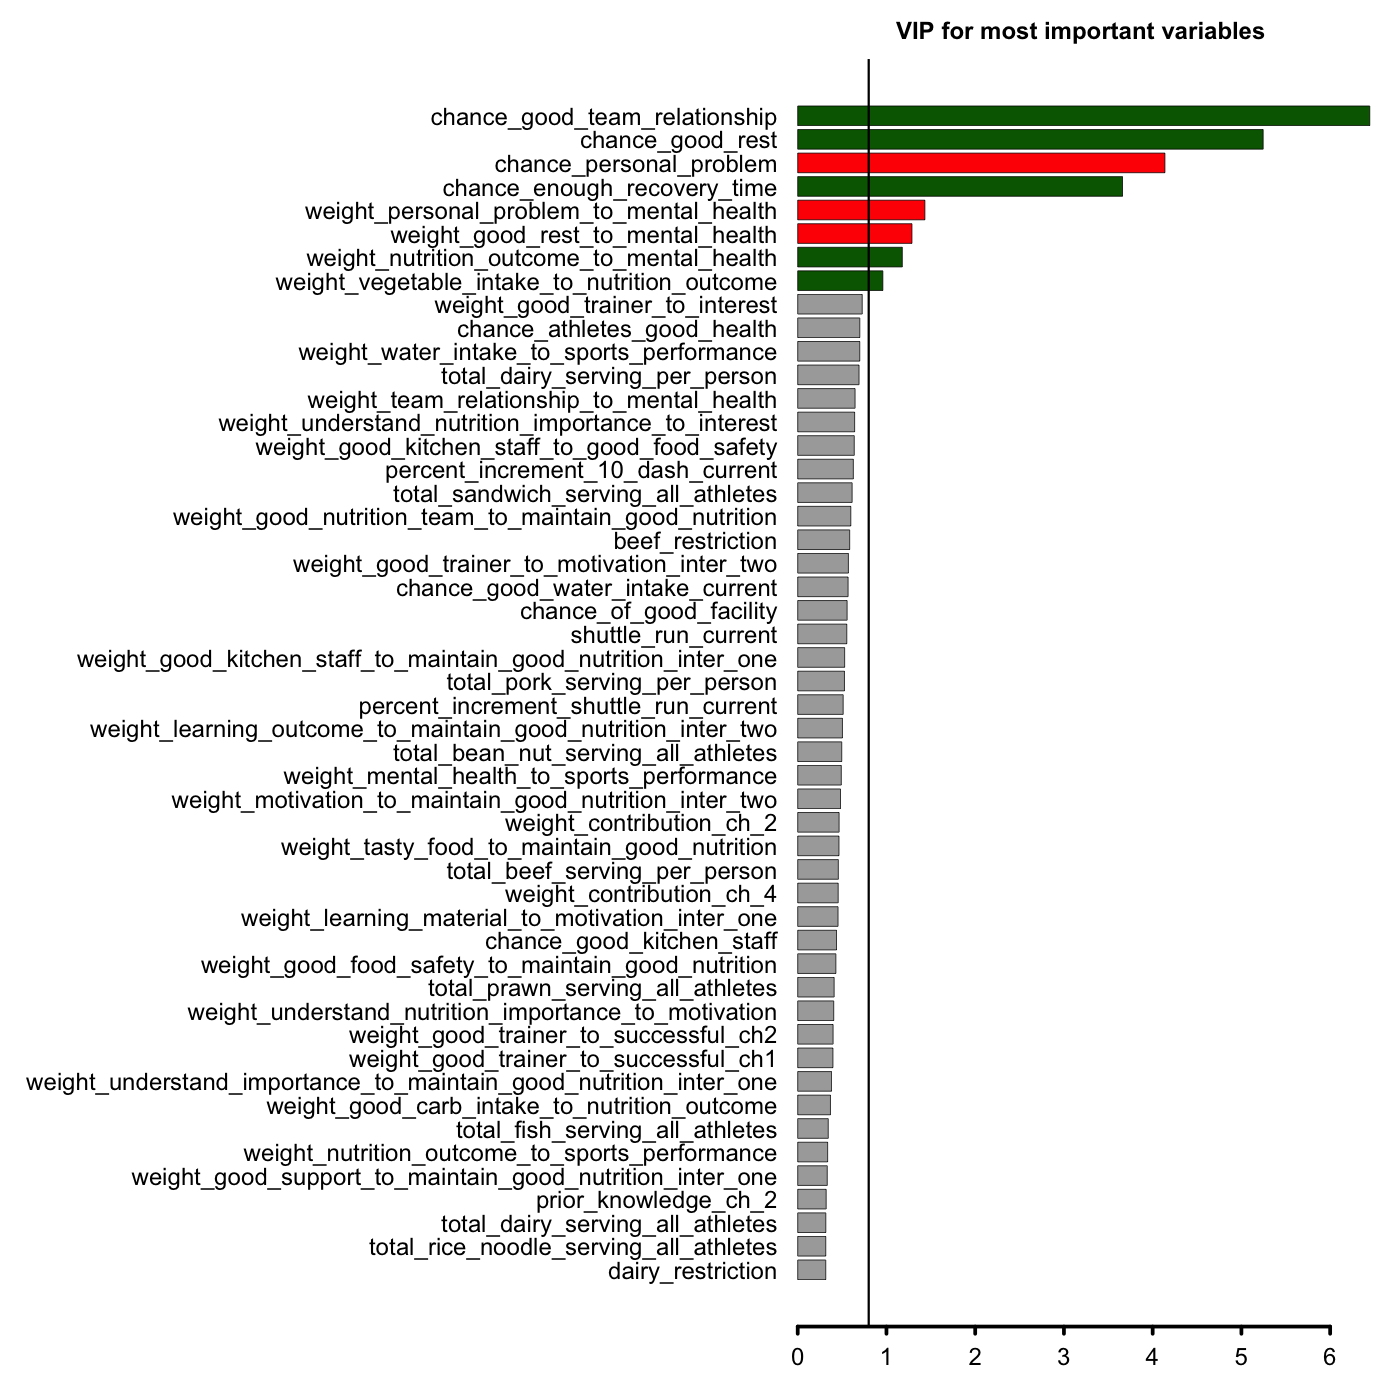 VIP for most important variables
chance_good_team_relationship
chance_good_rest
chance_personal_problem
chance_enough_recovery_time
weight_personal_problem_to_mental_health
weight_good_rest_to_mental_health
weight_nutrition_outcome_to_mental_health
weight_vegetable_intake_to_nutrition_outcome
weight_good_trainer_to_interest
chance_athletes_good_health
weight_water_intake_to_sports_performance
total_dairy_serving_per_person
weight_team_relationship_to_mental_health
weight_understand_nutrition_importance_to_interest
weight_good_kitchen_staff_to_good_food_safety
percent_increment_10_dash_current
total_sandwich_serving_all_athletes
weight_good_nutrition_team_to_maintain_good_nutrition
beef_restriction
weight_good_trainer_to_motivation_inter_two
chance_good_water_intake_current
chance_of_good_facility
shuttle_run_current
weight_good_kitchen_staff_to_maintain_good_nutrition_inter_one
total_pork_serving_per_person
percent_increment_shuttle_run_current
weight_learning_outcome_to_maintain_good_nutrition_inter_two
total_bean_nut_serving_all_athletes
weight_mental_health_to_sports_performance
weight_motivation_to_maintain_good_nutrition_inter_two
weight_contribution_ch_2
weight_tasty_food_to_maintain_good_nutrition
total_beef_serving_per_person
weight_contribution_ch_4
weight_learning_material_to_motivation_inter_one
chance_good_kitchen_staff
weight_good_food_safety_to_maintain_good_nutrition
total_prawn_serving_all_athletes
weight_understand_nutrition_importance_to_motivation
weight_good_trainer_to_successful_ch2
weight_good_trainer_to_successful_ch1
weight_understand_importance_to_maintain_good_nutrition_inter_one
weight_good_carb_intake_to_nutrition_outcome
total_fish_serving_all_athletes
weight_nutrition_outcome_to_sports_performance
weight_good_support_to_maintain_good_nutrition_inter_one
prior_knowledge_ch_2
total_dairy_serving_all_athletes
total_rice_noodle_serving_all_athletes
dairy_restriction
0 1 2 3 4 5 6